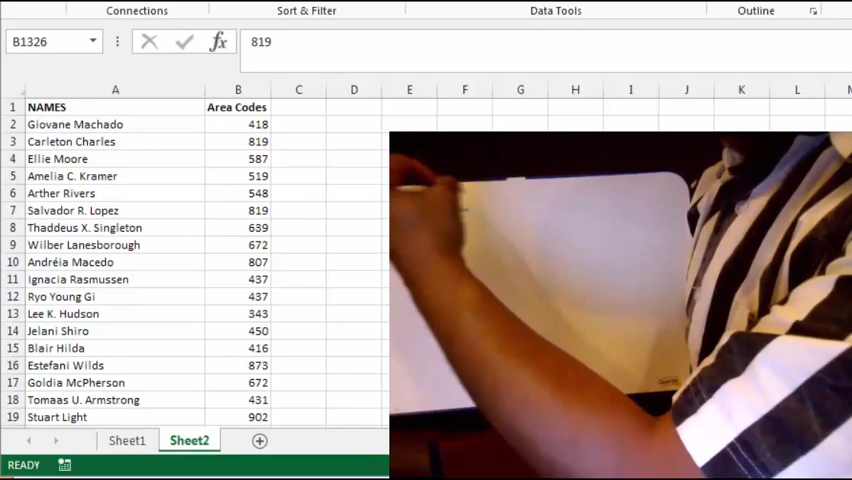 Connections Sort & Filter Data Tools Outline
B1326 fx 819
A B C D E F G H I J K L
1 NAMES Area Codes
2 Giovane Machado 418
3 Carleton Charles 819
4 Ellie Moore 587
5 Amelia C. Kramer 519
6 Arther Rivers 548
7 Salvador R. Lopez 819
8 Thaddeus X. Singleton 639
9 Wilber Lanesborough 672
10 Andréia Macedo 807
11 Ignacia Rasmussen 437
12 Ryo Young Gi 437
13 Lee K. Hudson 343
14 Jelani Shiro 450
15 Blair Hilda 416
16 Estefani Wilds 873
17 Goldia McPherson 672
18 Tomaas U. Armstrong 431
19 Stuart Light 902
Sheet1 Sheet2
READY